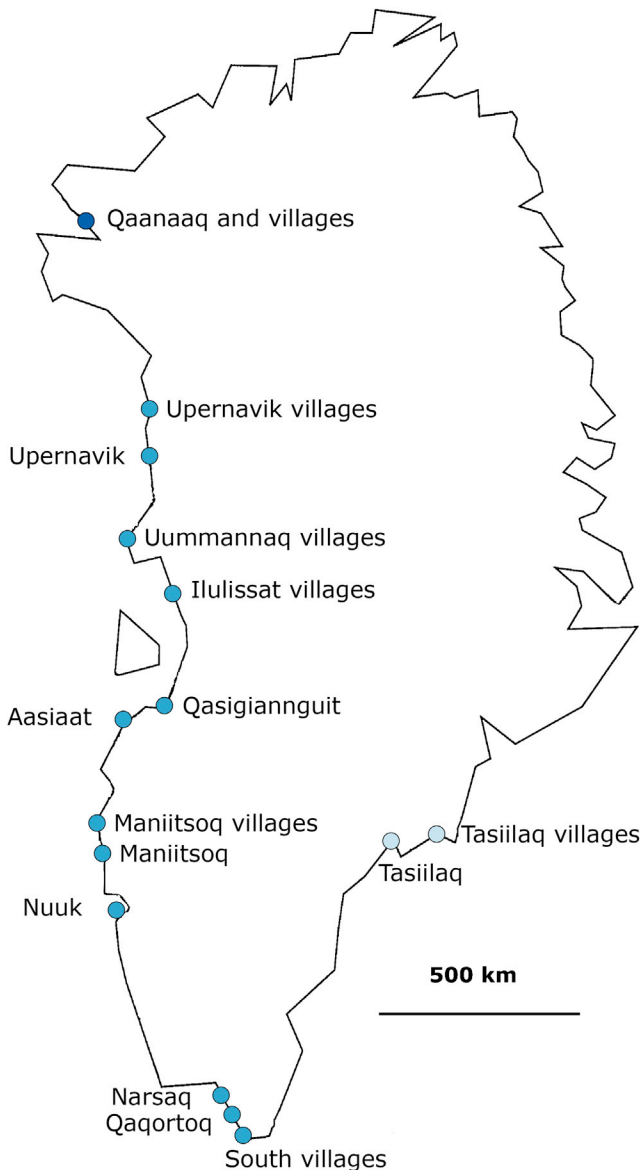 Qaanaaq and villages
Upernavik villages
Upernavik
Uummannaq villages
Ilulissat villages
Qasigiannguit
Aasiaat
Maniitsoq villages
Tasiilaq villages
Maniitsoq
Tasiilaq
Nuuk
500 km
Narsaq
Qaqortoq
South villages